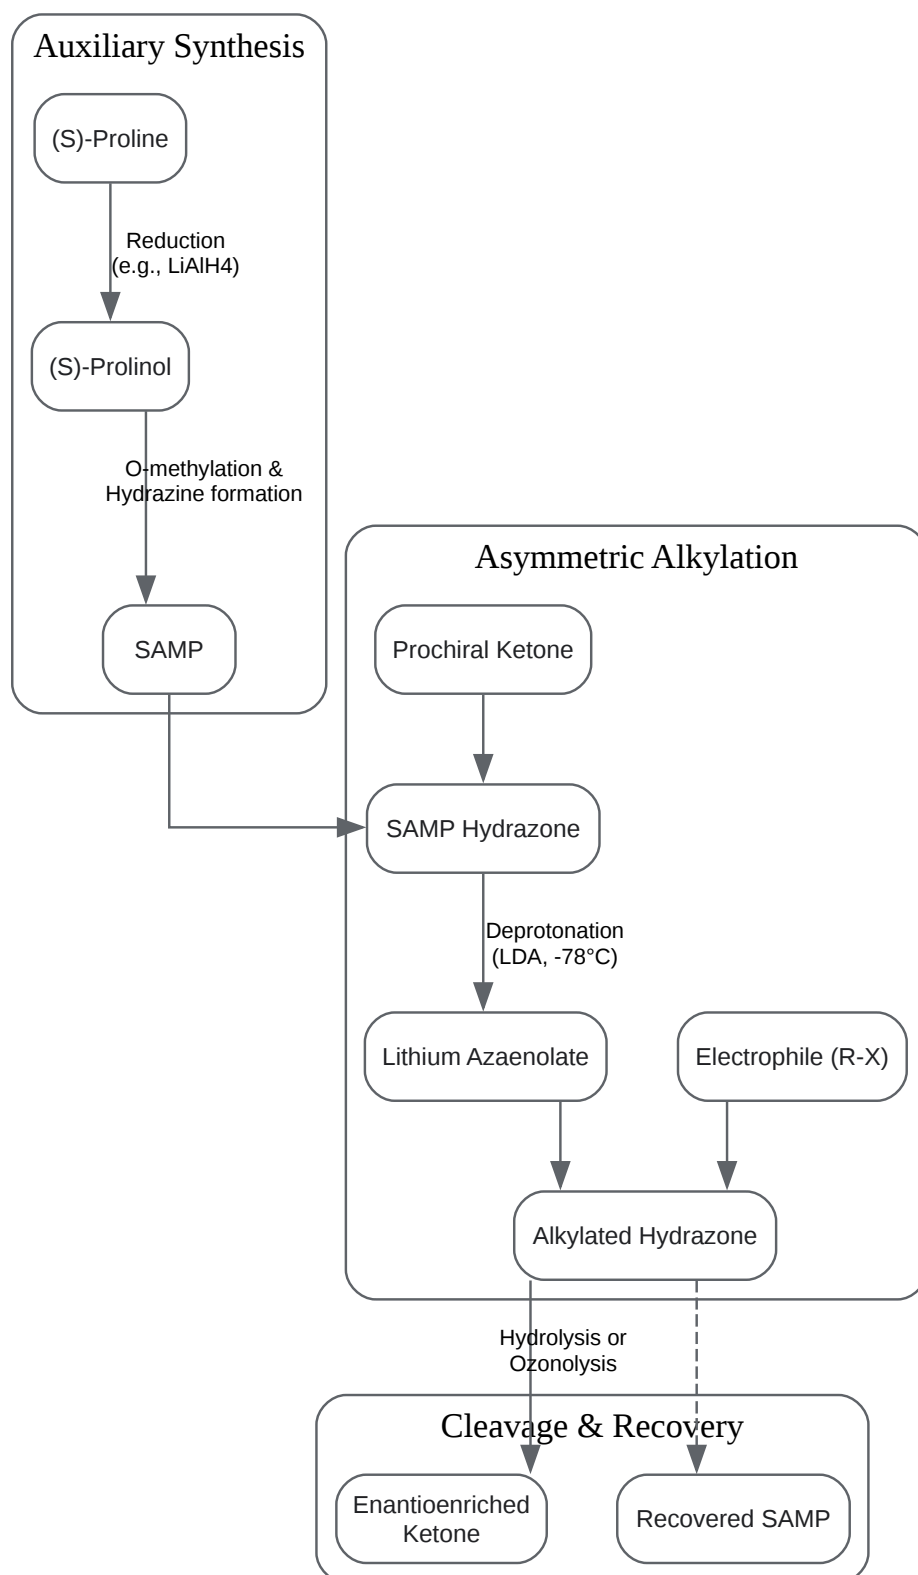 Auxiliary Synthesis
(S)-Proline
Reduction
(e.g., LiAlH4)
(S)-Prolinol
O-methylation &
Hydrazine formation
SAMP
Asymmetric Alkylation
Prochiral Ketone
SAMP Hydrazone
Deprotonation
(LDA, -78°C)
Lithium Azaenolate
Electrophile (R-X)
Alkylated Hydrazone
Hydrolysis or
Ozonolysis
Cleavage & Recovery
Enantioenriched
Ketone
Recovered SAMP